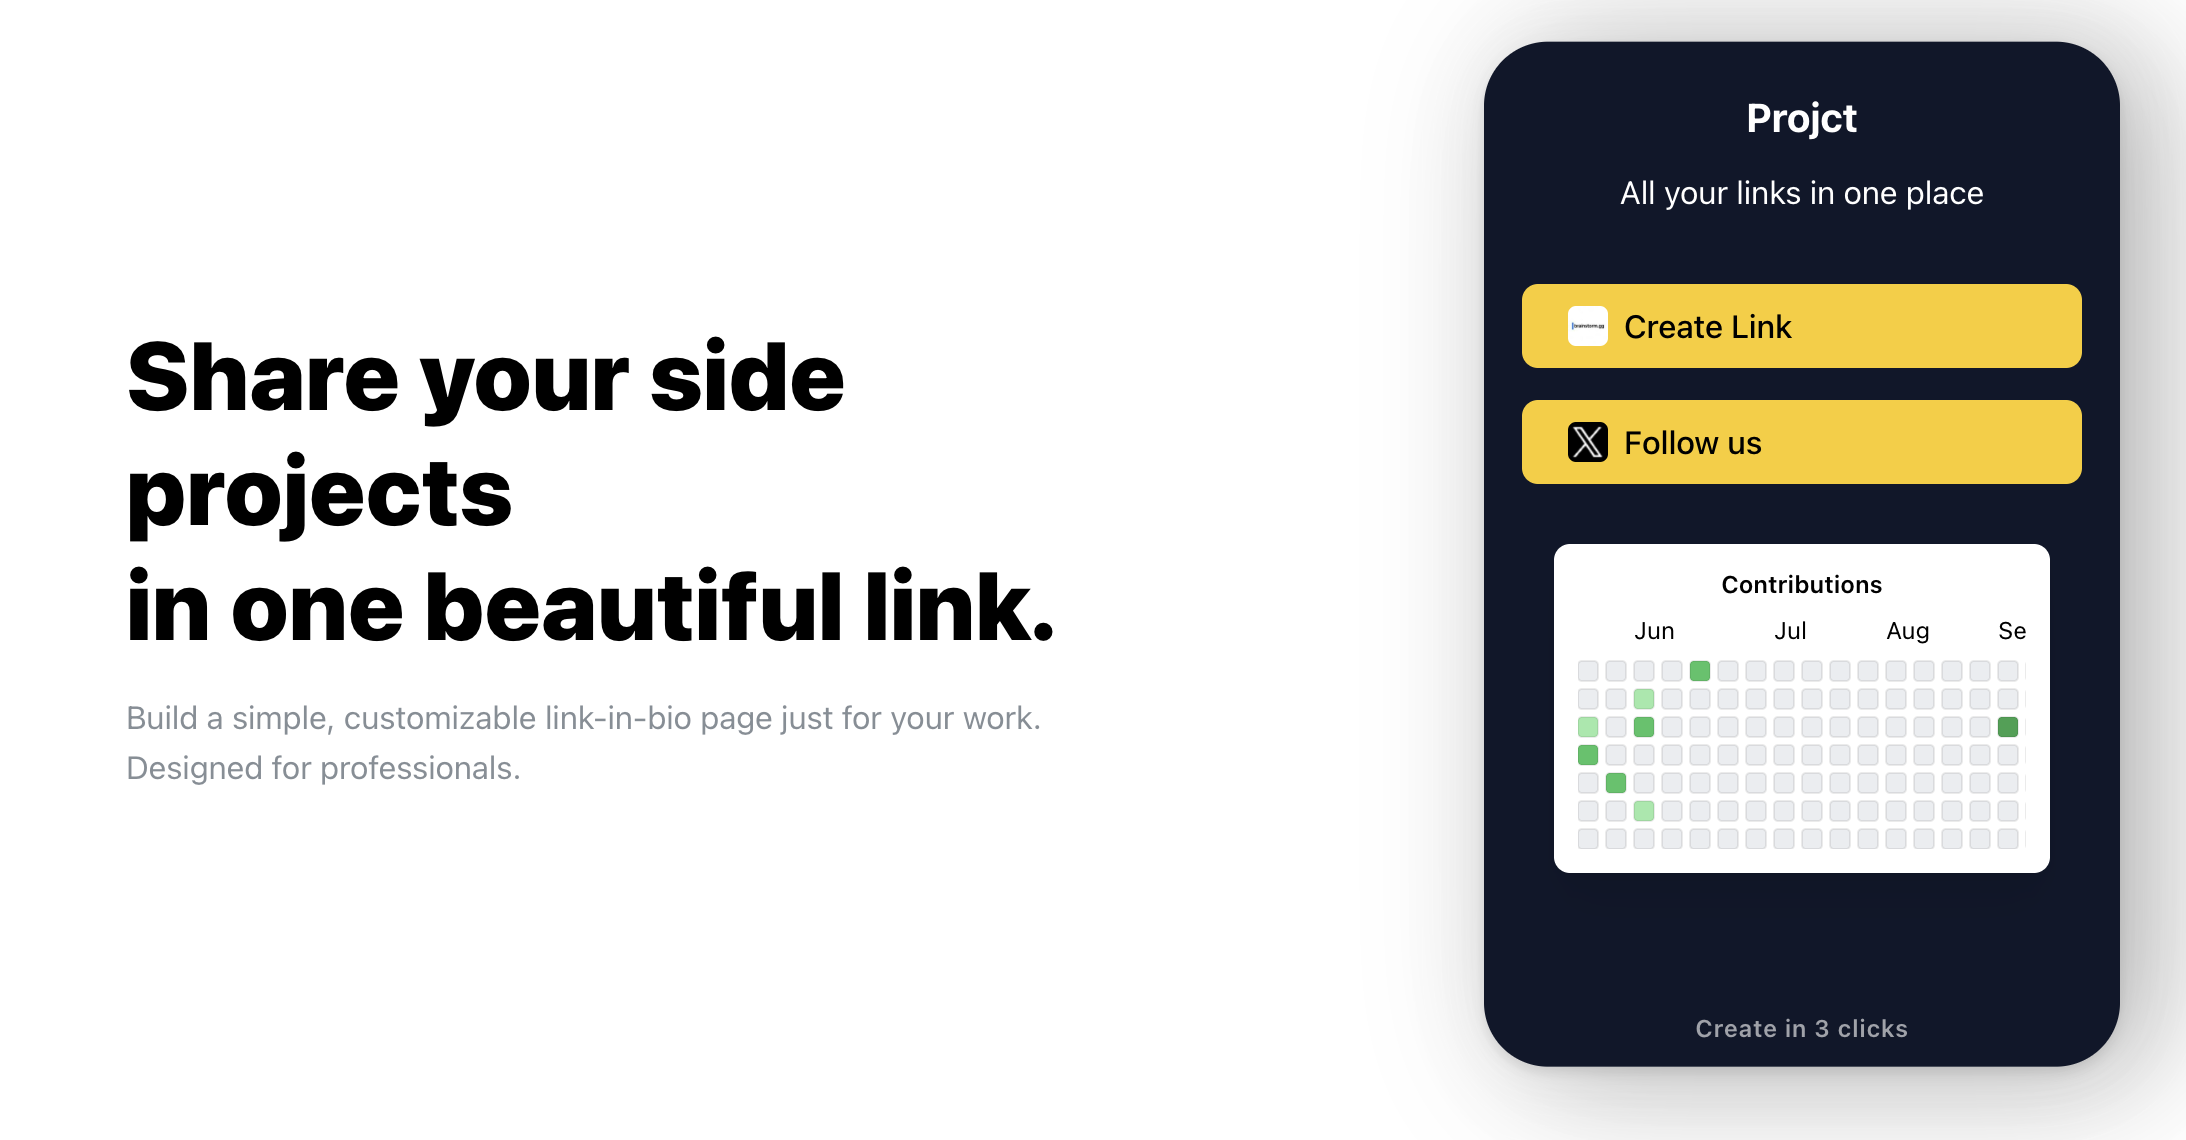 Share your side
projects
in one beautiful link.
Build a simple, customizable link-in-bio page just for your work.
Designed for professionals.
Projct
All your links in one place
Create Link
Follow us
Contributions
Jun Jul Aug Se
Create in 3 clicks